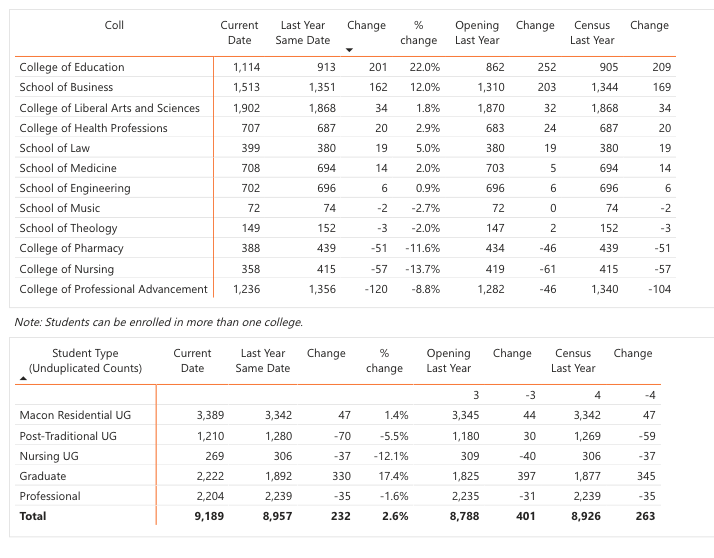 Coll Current Date Last Year Same Date Change % change Opening Last Year Change Census Last Year Change
College of Education 1,114 913 201 22.0% 862 252 905 209
School of Business 1,513 1,351 162 12.0% 1,310 203 1,344 169
College of Liberal Arts and Sciences 1,902 1,868 34 1.8% 1,870 32 1,868 34
College of Health Professions 707 687 20 2.9% 683 24 687 20
School of Law 399 380 19 5.0% 380 19 380 19
School of Medicine 708 694 14 2.0% 703 5 694 14
School of Engineering 702 696 6 0.9% 696 6 696 6
School of Music 72 74 -2 -2.7% 72 0 74 -2
School of Theology 149 152 -3 -2.0% 147 2 152 -3
College of Pharmacy 388 439 -51 -11.6% 434 -46 439 -51
College of Nursing 358 415 -57 -13.7% 419 -61 415 -57
College of Professional Advancement 1,236 1,356 -120 -8.8% 1,282 -46 1,340 -104
Note: Students can be enrolled in more than one college.
Student Type (Unduplicated Counts) Current Date Last Year Same Date Change % change Opening Last Year Change Census Last Year Change
3 -3 4 -4
Macon Residential UG 3,389 3,342 47 1.4% 3,345 44 3,342 47
Post-Traditional UG 1,210 1,280 -70 -5.5% 1,180 30 1,269 -59
Nursing UG 269 306 -37 -12.1% 309 -40 306 -37
Graduate 2,222 1,892 330 17.4% 1,825 397 1,877 345
Professional 2,204 2,239 -35 -1.6% 2,235 -31 2,239 -35
Total 9,189 8,957 232 2.6% 8,788 401 8,926 263